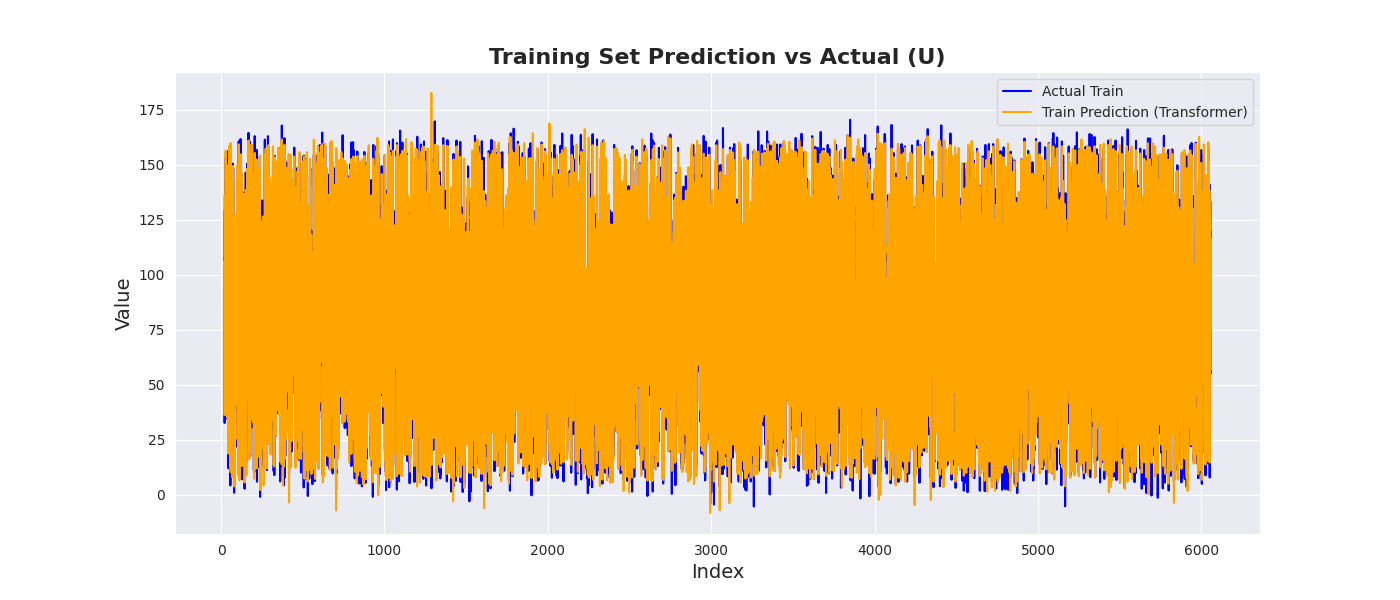 Training Set Prediction vs Actual (U)
Actual Train
Train Prediction (Transformer)
175
150
125
100
75
50
25
0
Value
0 1000 2000 3000 4000 5000 6000
Index